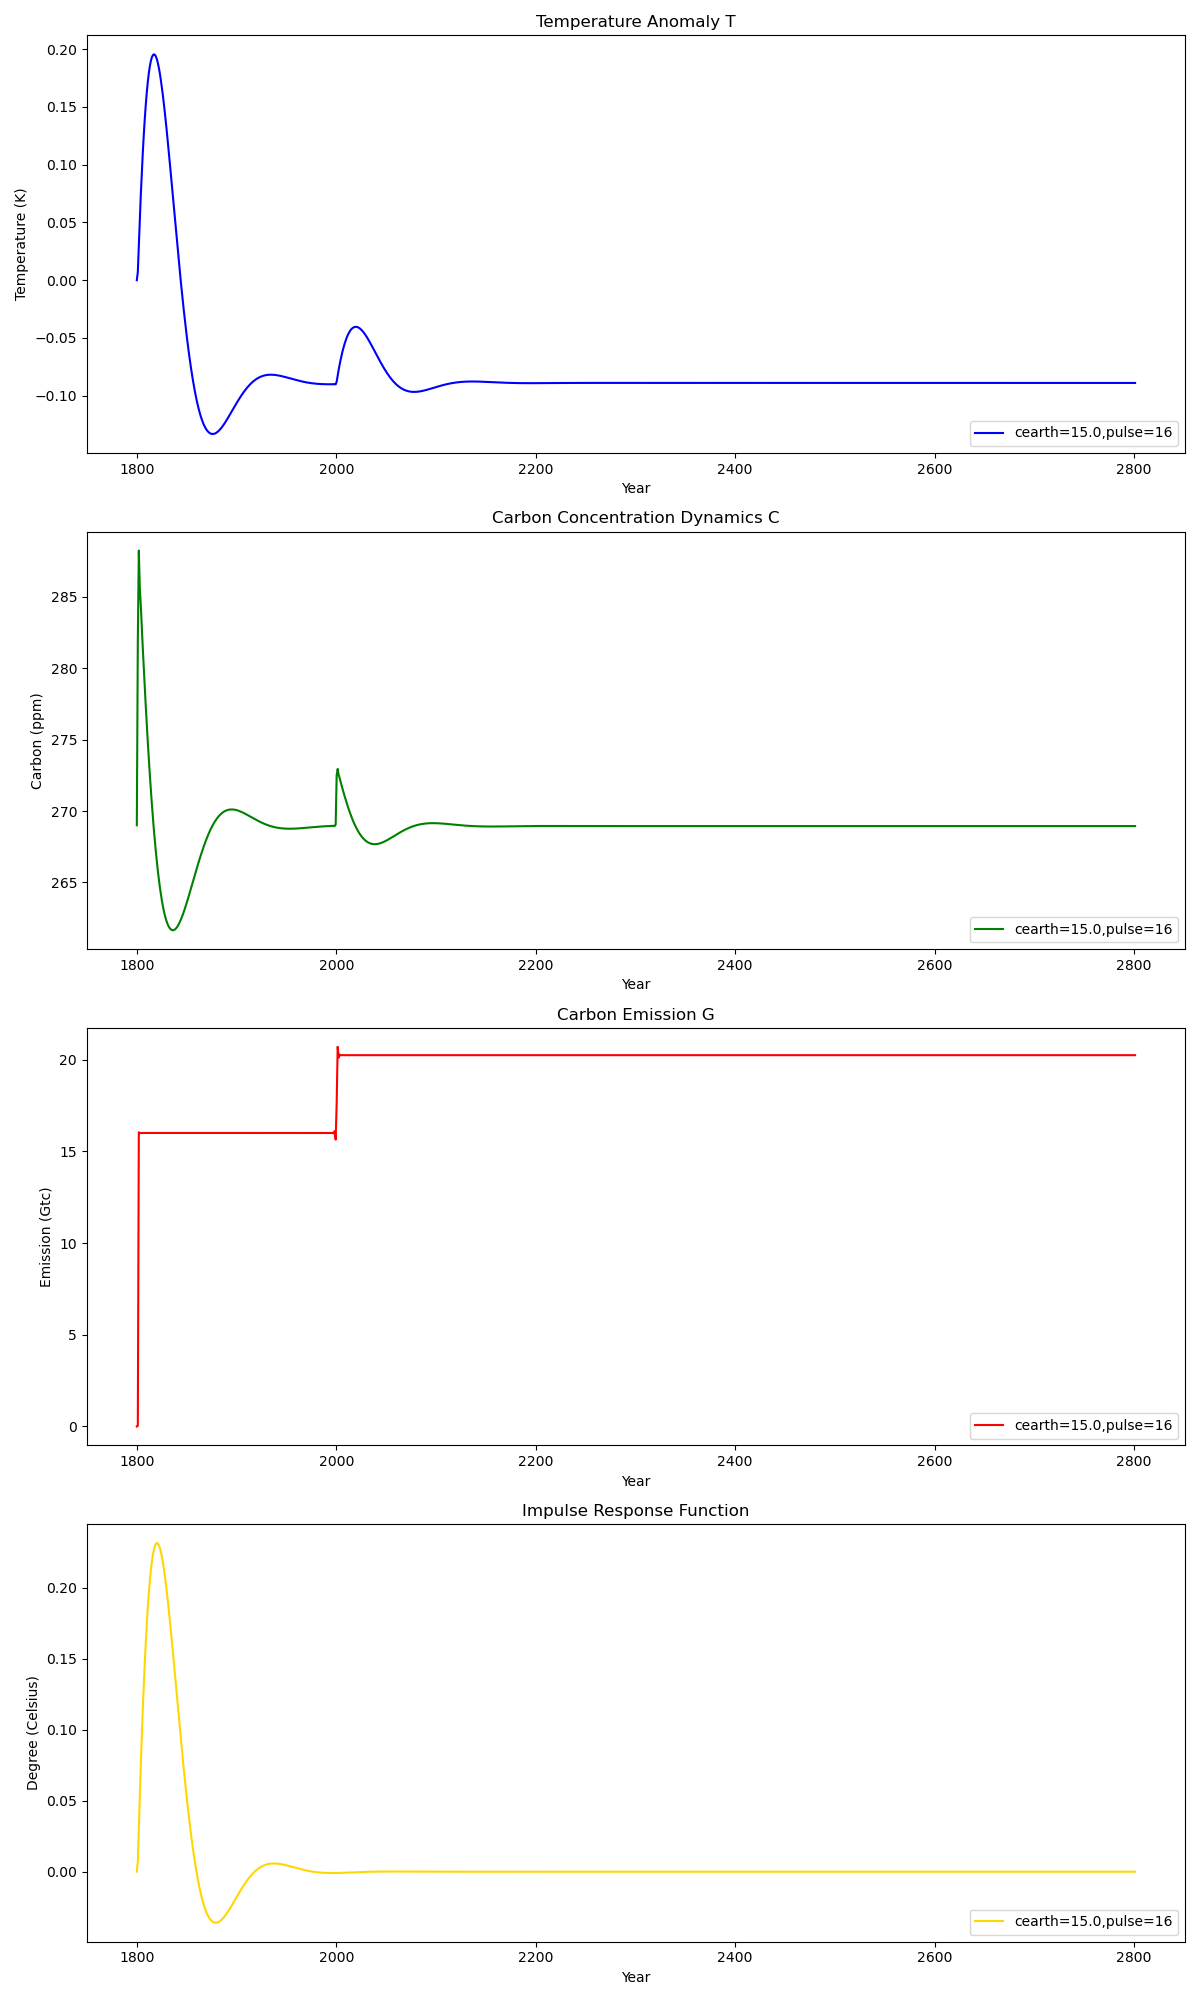 Temperature Anomaly T
Temperature (K)
0.20
0.15
0.10
0.05
0.00
−0.05
−0.10
cearth=15.0,pulse=16
1800 2000 2200 2400 2600 2800
Year
Carbon Concentration Dynamics C
Carbon (ppm)
285
280
275
270
265
cearth=15.0,pulse=16
1800 2000 2200 2400 2600 2800
Year
Carbon Emission G
Emission (Gtc)
20
15
10
5
0
cearth=15.0,pulse=16
1800 2000 2200 2400 2600 2800
Year
Impulse Response Function
Degree (Celsius)
0.20
0.15
0.10
0.05
0.00
cearth=15.0,pulse=16
1800 2000 2200 2400 2600 2800
Year